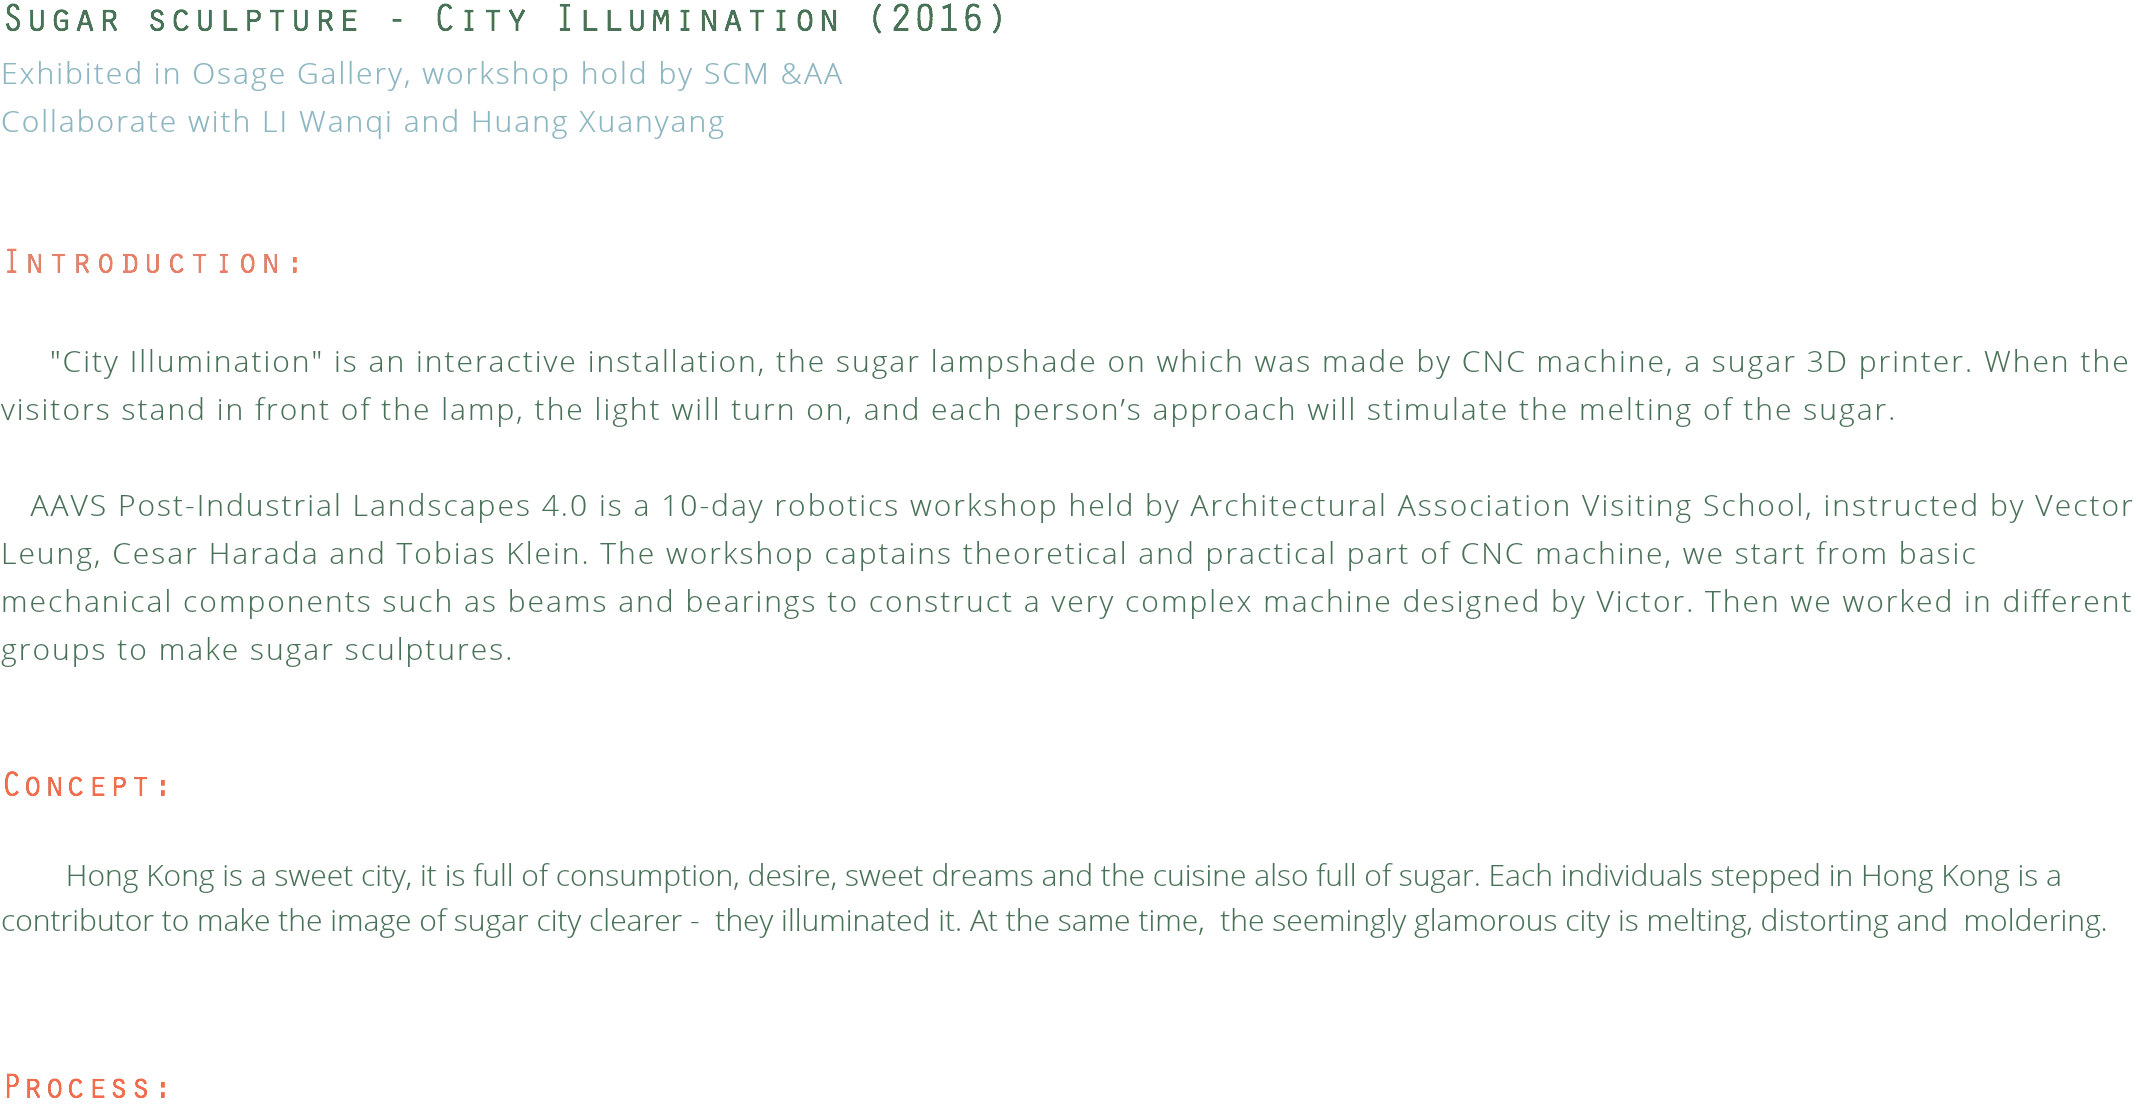 Sugar sculpture - City Illumination (2016)
Exhibited in Osage Gallery, workshop hold by SCM &AA
Collaborate with LI Wanqi and Huang Xuanyang
Introduction:
"City Illumination" is an interactive installation, the sugar lampshade on which was made by CNC machine, a sugar 3D printer. When the
visitors stand in front of the lamp, the light will turn on, and each person’s approach will stimulate the melting of the sugar.
AAVS Post-Industrial Landscapes 4.0 is a 10-day robotics workshop held by Architectural Association Visiting School, instructed by Vector
Leung, Cesar Harada and Tobias Klein. The workshop captains theoretical and practical part of CNC machine, we start from basic
mechanical components such as beams and bearings to construct a very complex machine designed by Victor. Then we worked in different
groups to make sugar sculptures.
Concept:
Hong Kong is a sweet city, it is full of consumption, desire, sweet dreams and the cuisine also full of sugar. Each individuals stepped in Hong Kong is a
contributor to make the image of sugar city clearer -  they illuminated it. At the same time,  the seemingly glamorous city is melting, distorting and  moldering.
Process: